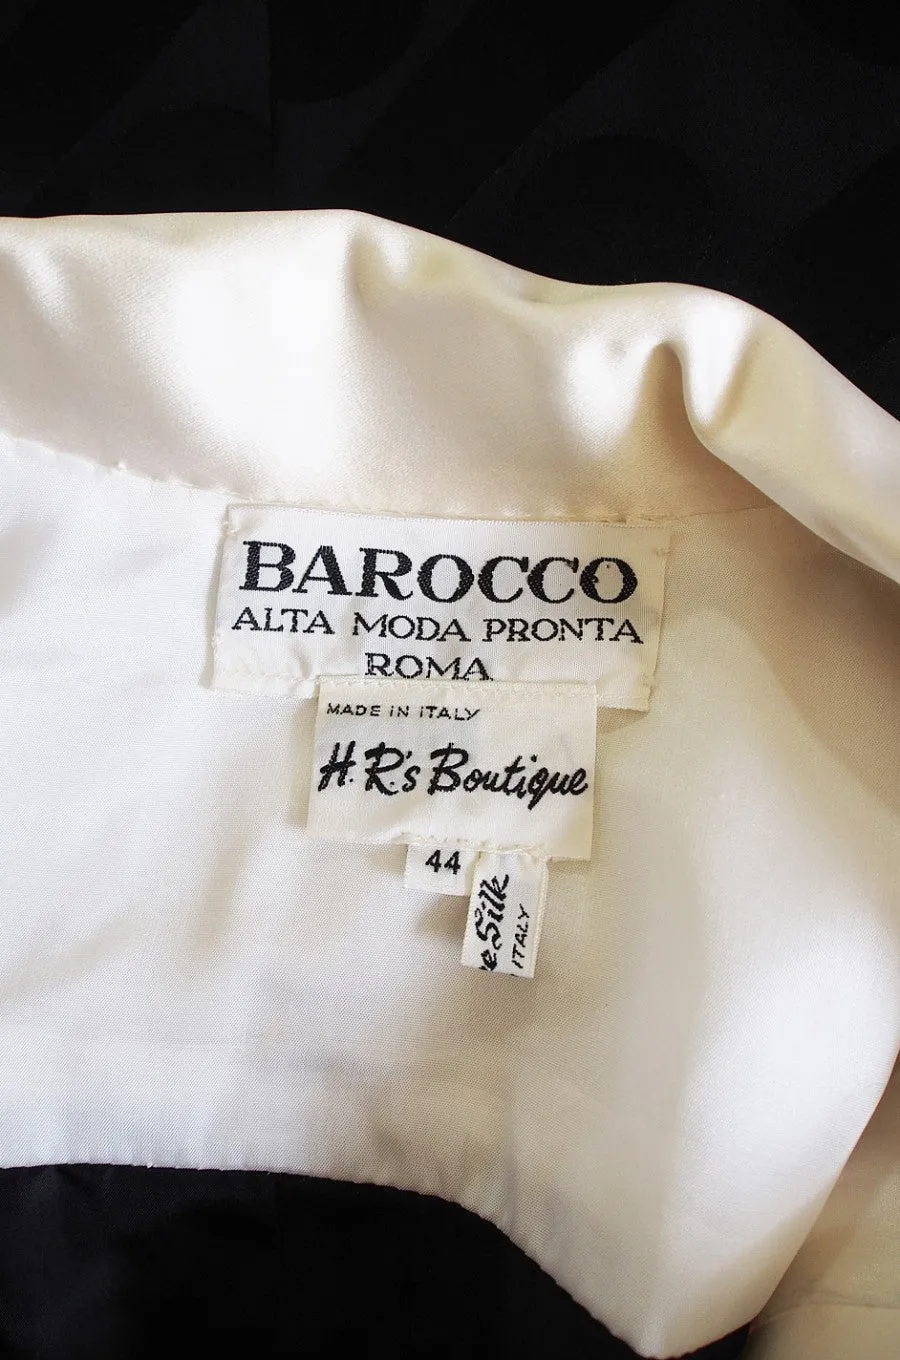 BAROCCO
ALTA MODA PRONTA
ROMA
MADE IN ITALY
H.R.'s Boutique
44
Silk
ITALY